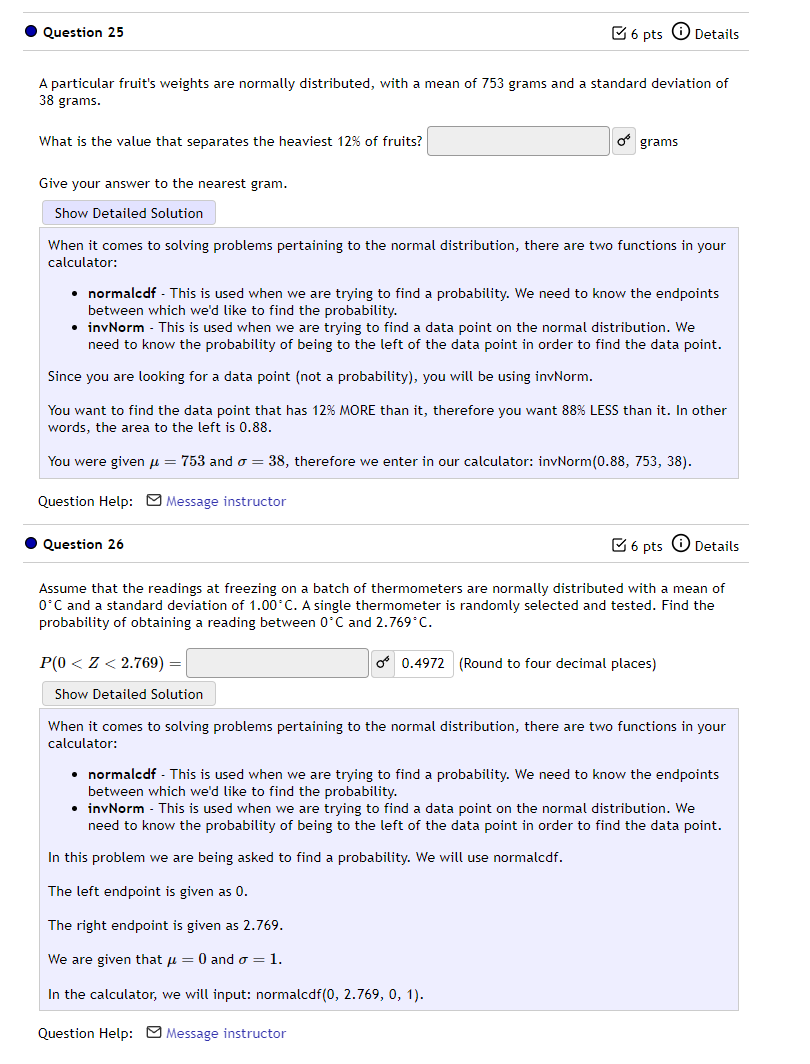 Question 25
6 pts Details
A particular fruit's weights are normally distributed, with a mean of 753 grams and a standard deviation of
38 grams.
What is the value that separates the heaviest 12% of fruits? grams
Give your answer to the nearest gram.
Show Detailed Solution
When it comes to solving problems pertaining to the normal distribution, there are two functions in your
calculator:
• normalcdf - This is used when we are trying to find a probability. We need to know the endpoints
between which we'd like to find the probability.
• invNorm - This is used when we are trying to find a data point on the normal distribution. We
need to know the probability of being to the left of the data point in order to find the data point.
Since you are looking for a data point (not a probability), you will be using invNorm.
You want to find the data point that has 12% MORE than it, therefore you want 88% LESS than it. In other
words, the area to the left is 0.88.
You were given μ = 753 and σ = 38, therefore we enter in our calculator: invNorm(0.88, 753, 38).
Question Help: Message instructor
Question 26
6 pts Details
Assume that the readings at freezing on a batch of thermometers are normally distributed with a mean of
0°C and a standard deviation of 1.00°C. A single thermometer is randomly selected and tested. Find the
probability of obtaining a reading between 0°C and 2.769°C.
P(0 < Z < 2.769) = 0.4972 (Round to four decimal places)
Show Detailed Solution
When it comes to solving problems pertaining to the normal distribution, there are two functions in your
calculator:
• normalcdf - This is used when we are trying to find a probability. We need to know the endpoints
between which we'd like to find the probability.
• invNorm - This is used when we are trying to find a data point on the normal distribution. We
need to know the probability of being to the left of the data point in order to find the data point.
In this problem we are being asked to find a probability. We will use normalcdf.
The left endpoint is given as 0.
The right endpoint is given as 2.769.
We are given that μ = 0 and σ = 1.
In the calculator, we will input: normalcdf(0, 2.769, 0, 1).
Question Help: Message instructor